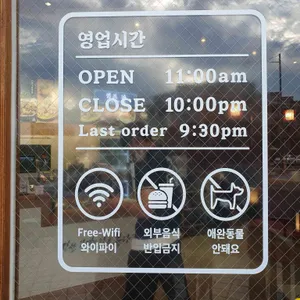 영업시간
OPEN 11:00am
CLOSE 10:00pm
Last order 9:30pm
Free-Wifi
와이파이
외부음식
반입금지
애완동물
안돼요